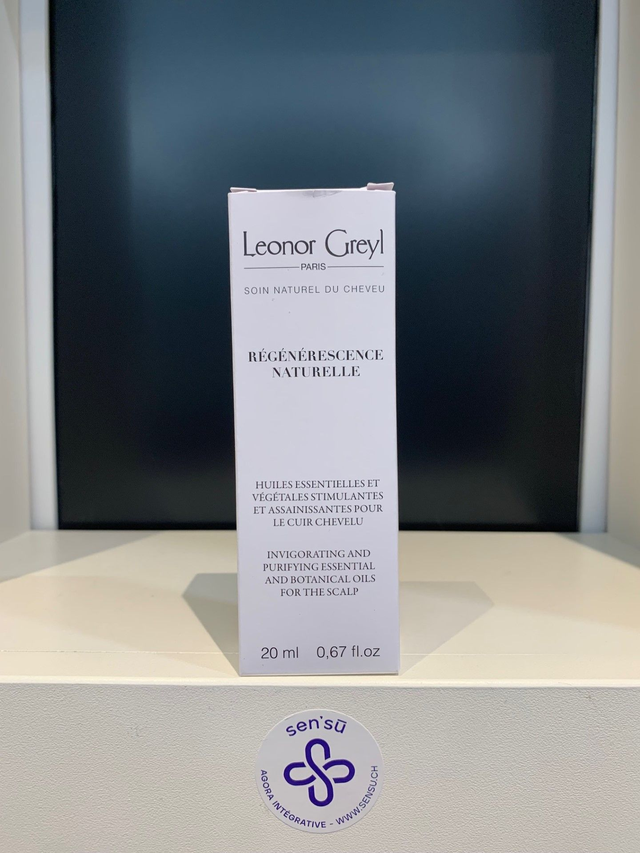 Leonor Greyl
PARIS
SOIN NATUREL DU CHEVEU
RÉGÉNÉRESCENCE
NATURELLE
HUILES ESSENTIELLES ET
VÉGÉTALES STIMULANTES
ET ASSAINISSANTES POUR
LE CUIR CHEVELU
INVIGORATING AND
PURIFYING ESSENTIAL
AND BOTANICAL OILS
FOR THE SCALP
20 ml 0,67 fl.oz
sen'sū
AGORA INTÉGRATIVE - WWW.SENSU.CH